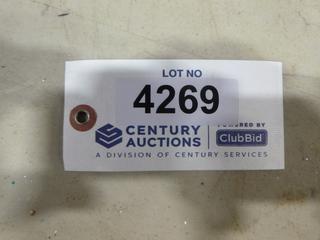 LOT NO
4269
CENTURY AUCTIONS
POWERED BY
ClubBid
A DIVISION OF CENTURY SERVICES